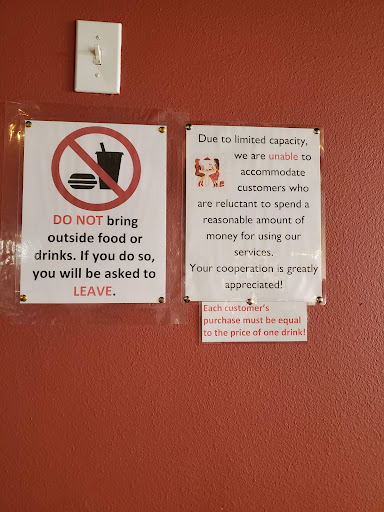 DO NOT bring
outside food or
drinks. If you do so,
you will be asked to
LEAVE.
Due to limited capacity,
we are unable to
accommodate
customers who
are reluctant to spend a
reasonable amount of
money for using our
services.
Your cooperation is greatly
appreciated!
Each customer's
purchase must be equal
to the price of one drink!